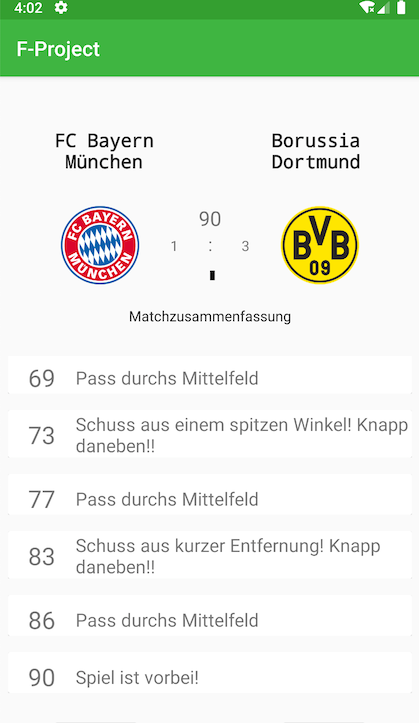 4:02
F-Project
FC Bayern
München
Borussia
Dortmund
FC BAYERN
MÜNCHEN
90
1 : 3
BVB
09
Matchzusammenfassung
69 Pass durchs Mittelfeld
73 Schuss aus einem spitzen Winkel! Knapp
daneben!!
77 Pass durchs Mittelfeld
83 Schuss aus kurzer Entfernung! Knapp
daneben!!
86 Pass durchs Mittelfeld
90 Spiel ist vorbei!